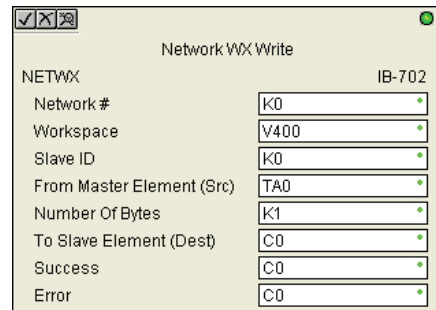 Network WX Write
NETWX IB-702
Network # K0
Workspace V400
Slave ID K0
From Master Element (Src) TA0
Number Of Bytes K1
To Slave Element (Dest) C0
Success C0
Error C0